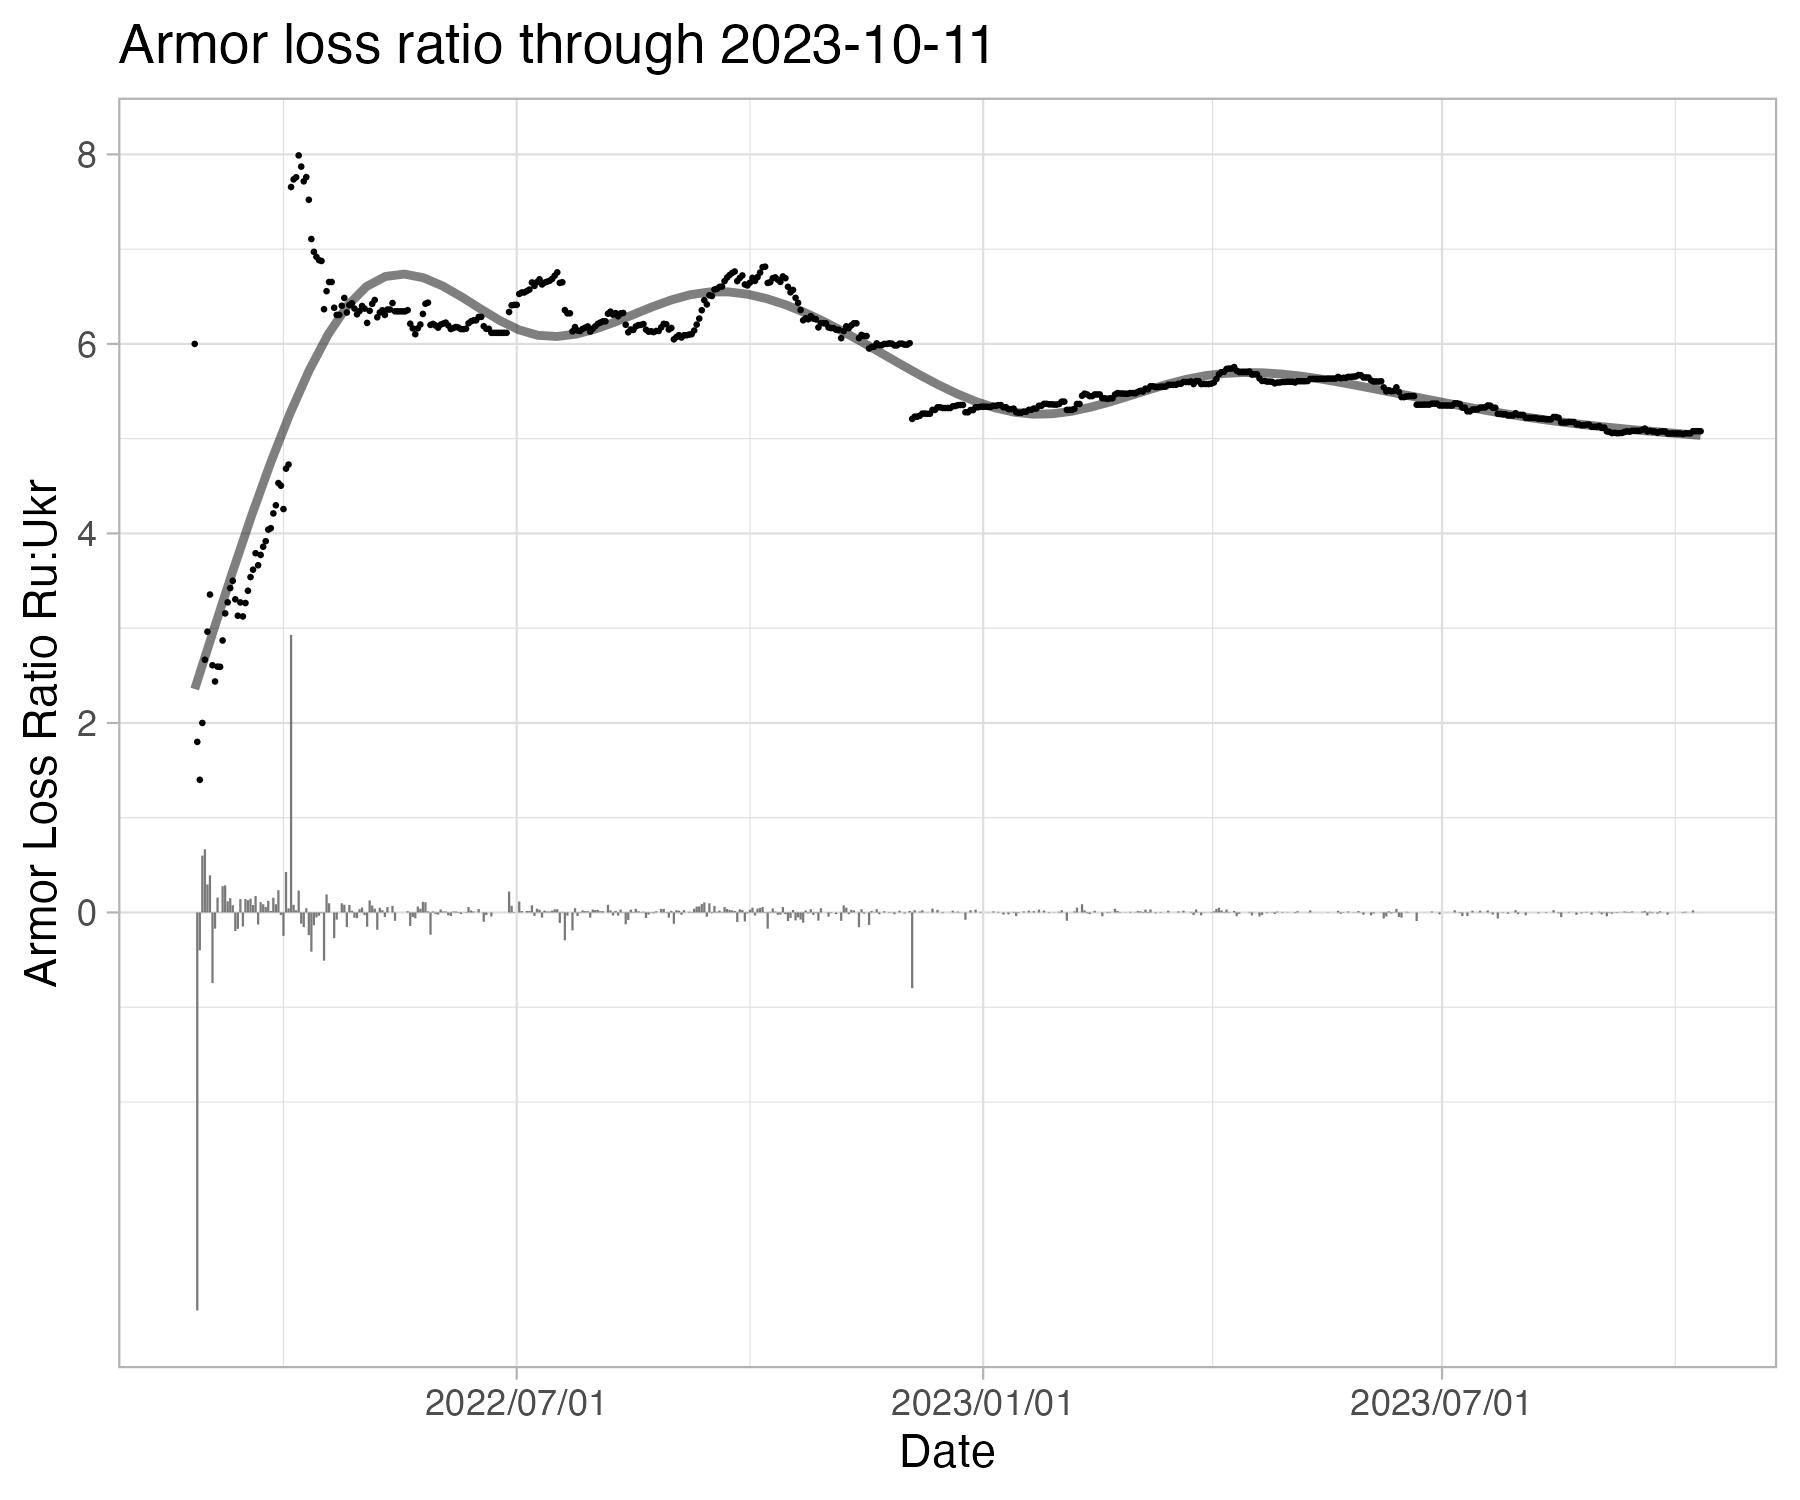 Armor loss ratio through 2023-10-11
Armor Loss Ratio Ru:Ukr
8
6
4
2
0
2022/07/01
2023/01/01
2023/07/01
Date